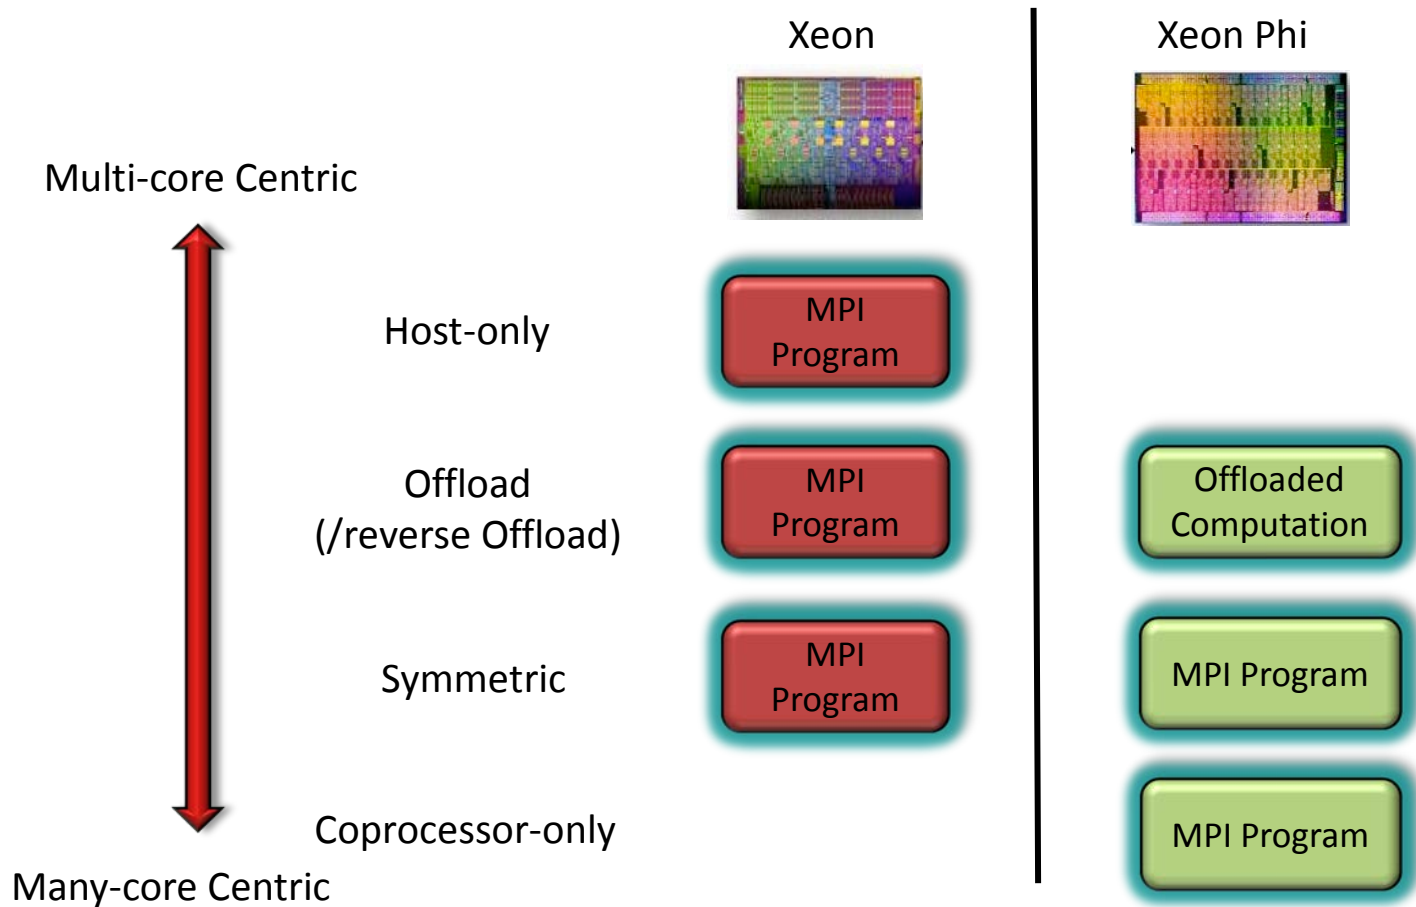 Xeon
Xeon Phi
Multi-core Centric
Host-only
MPI
Program
Offload
(/reverse Offload)
MPI
Program
Offloaded
Computation
Symmetric
MPI
Program
MPI Program
Coprocessor-only
MPI Program
Many-core Centric